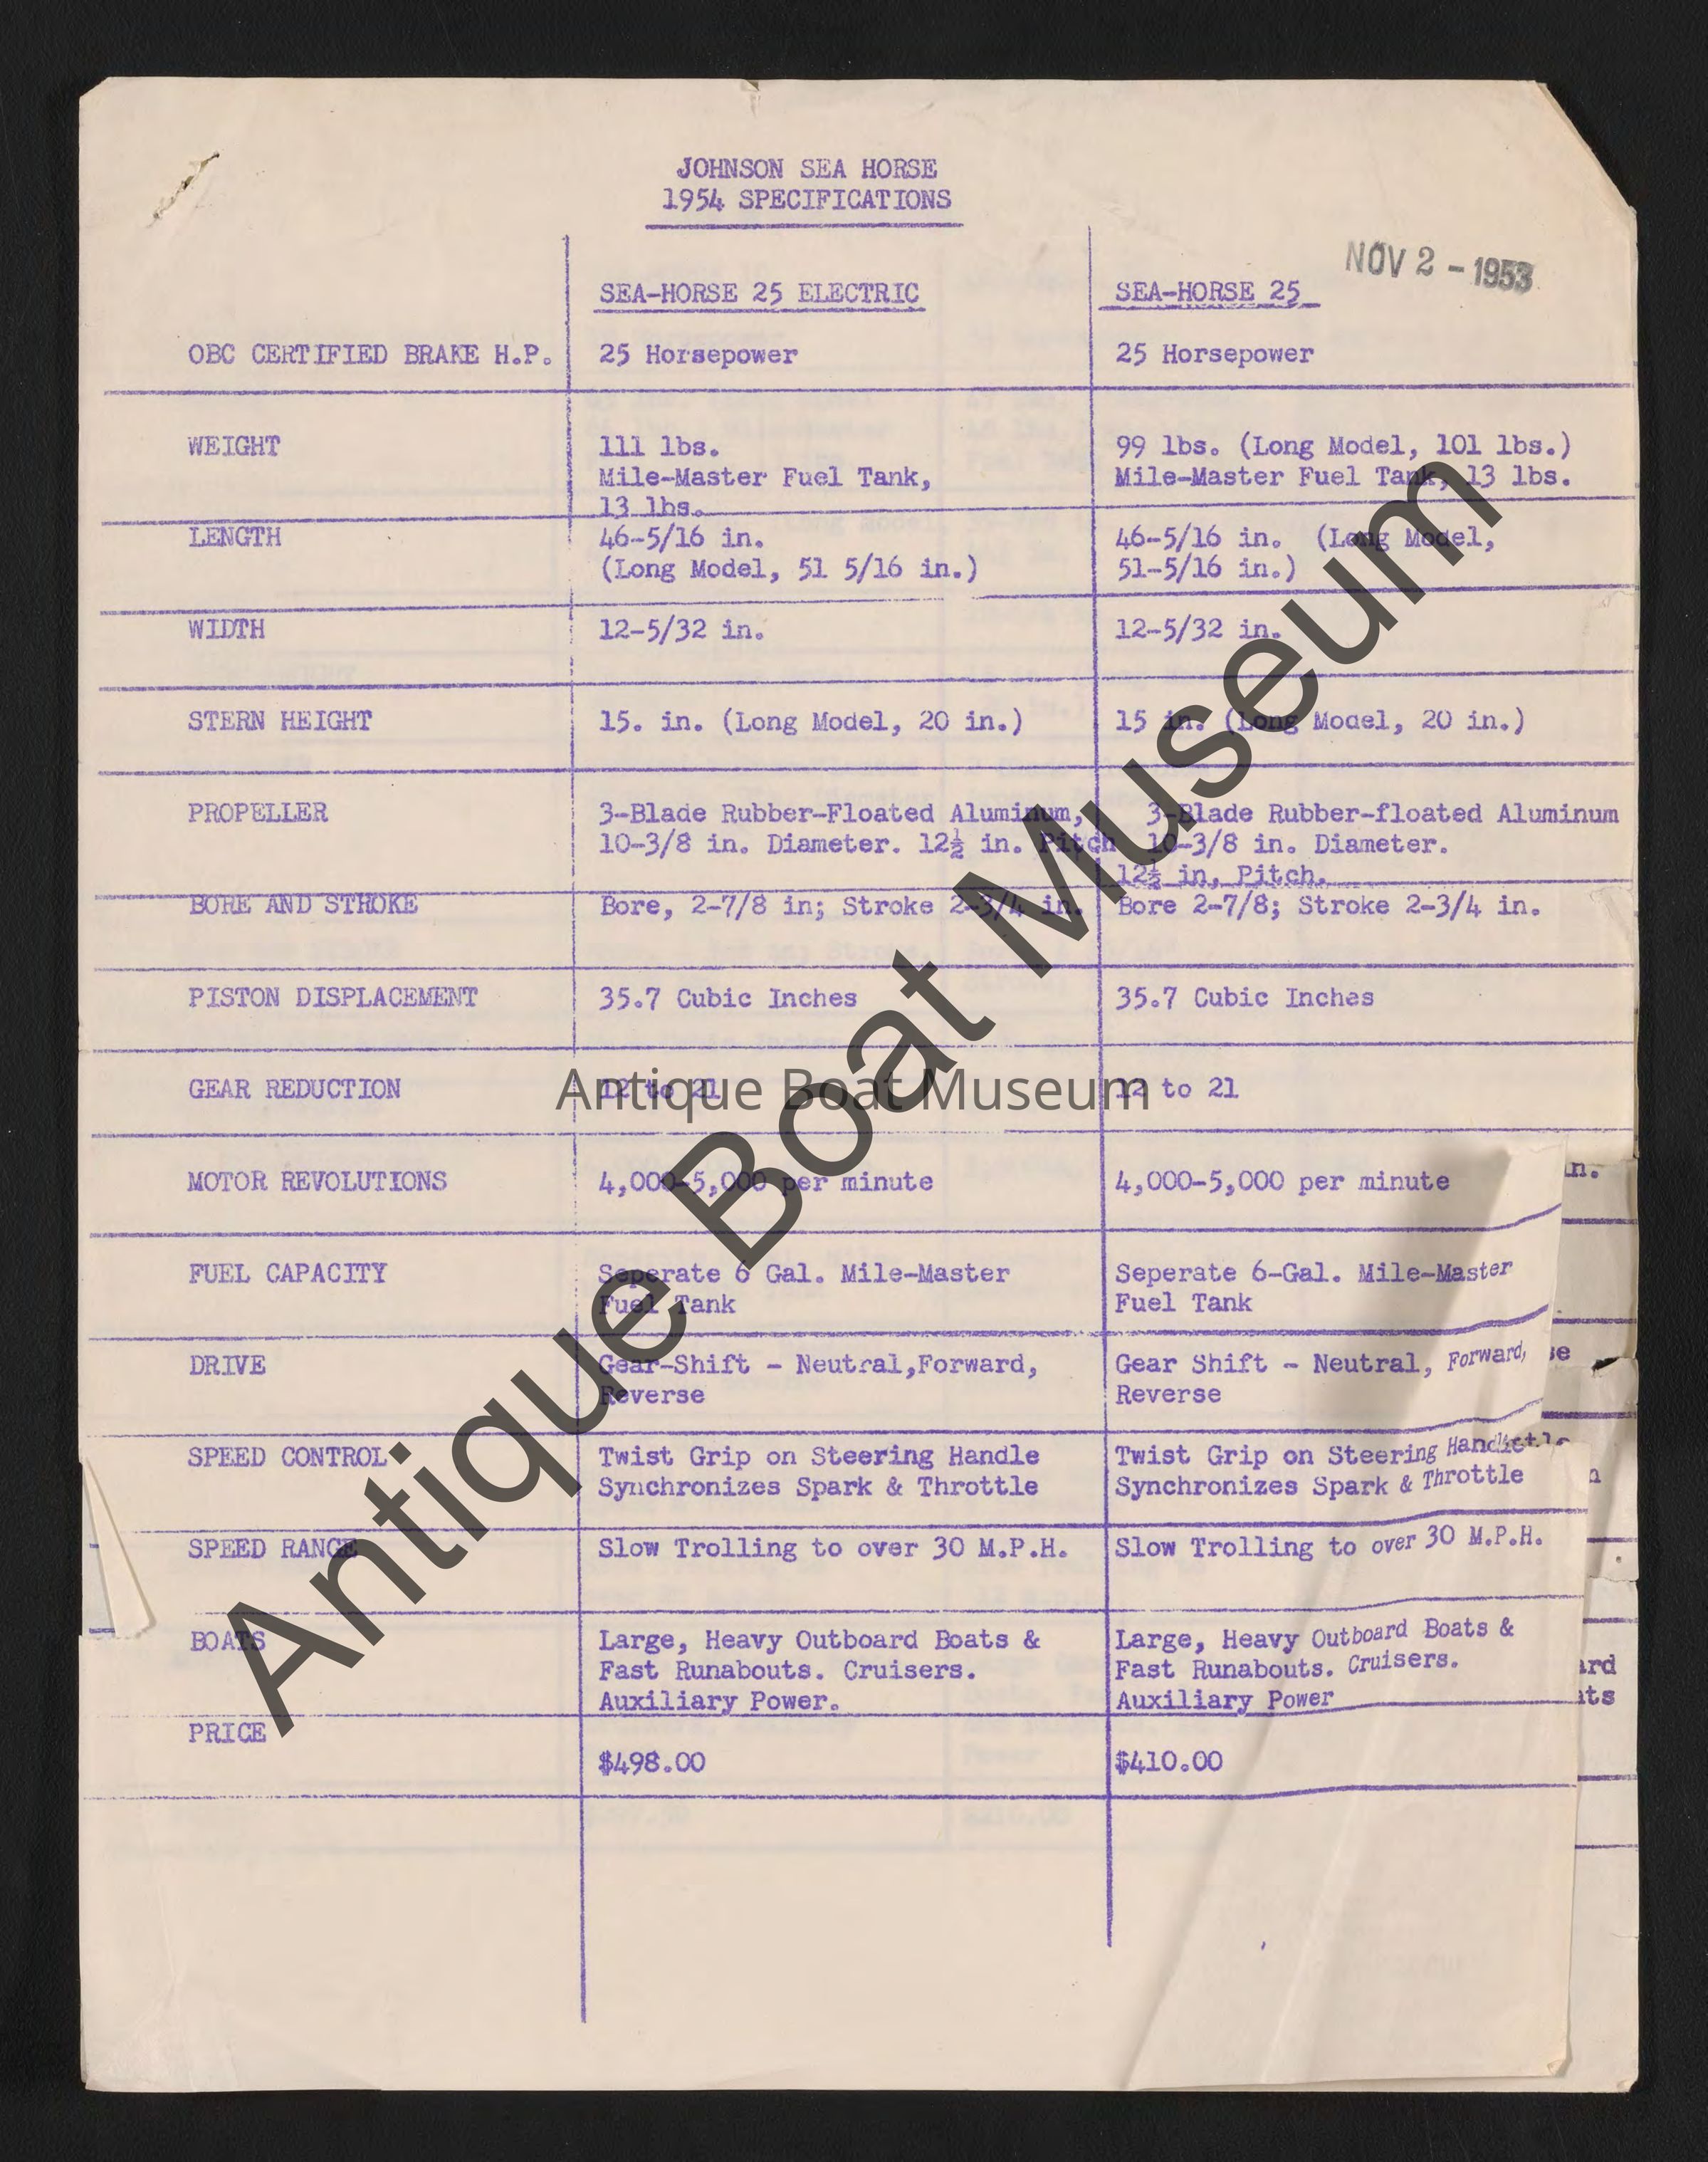 JOHNSON SEA HORSE
1954 SPECIFICATIONS
NOV 2 - 1953
SEA-HORSE 25 ELECTRIC SEA-HORSE 25
OBC CERTIFIED BRAKE H.P. 25 Horsepower 25 Horsepower
WEIGHT 111 lbs. 99 lbs. (Long Model, 101 lbs.)
Mile-Master Fuel Tank, Mile-Master Fuel Tank, 13 lbs.
13 lbs.
LENGTH 46-5/16 in. 46-5/16 in. (Long Model,
(Long Model, 51 5/16 in.) 51-5/16 in.)
WIDTH 12-5/32 in. 12-5/32 in.
STERN HEIGHT 15. in. (Long Model, 20 in.) 15 in. (Long Model, 20 in.)
PROPELLER 3-Blade Rubber-Floated Aluminum, 3-Blade Rubber-floated Aluminum
10-3/8 in. Diameter. 12½ in. Pitch 10-3/8 in. Diameter.
12½ in, Pitch.
BORE AND STROKE Bore, 2-7/8 in; Stroke 2-3/4 in. Bore 2-7/8; Stroke 2-3/4 in.
PISTON DISPLACEMENT 35.7 Cubic Inches 35.7 Cubic Inches
GEAR REDUCTION 12 to 21 12 to 21
Antique Boat Museum
MOTOR REVOLUTIONS 4,000-5,000 per minute 4,000-5,000 per minute
in.
FUEL CAPACITY Seperate 6 Gal. Mile-Master Seperate 6-Gal. Mile-Master
Fuel Tank Fuel Tank
DRIVE Gear-Shift - Neutral,Forward, Gear Shift - Neutral, Forward,
se
Reverse Reverse
SPEED CONTROL Twist Grip on Steering Handle Twist Grip on Steering Handle
Synchronizes Spark & Throttle Synchronizes Spark & Throttle
SPEED RANGE Slow Trolling to over 30 M.P.H. Slow Trolling to over 30 M.P.H.
BOATS Large, Heavy Outboard Boats & Large, Heavy Outboard Boats &
Fast Runabouts. Cruisers. Fast Runabouts. Cruisers.
ard
Auxiliary Power. Auxiliary Power
ats
PRICE
$498.00 $410.00
Antique Boat Museum